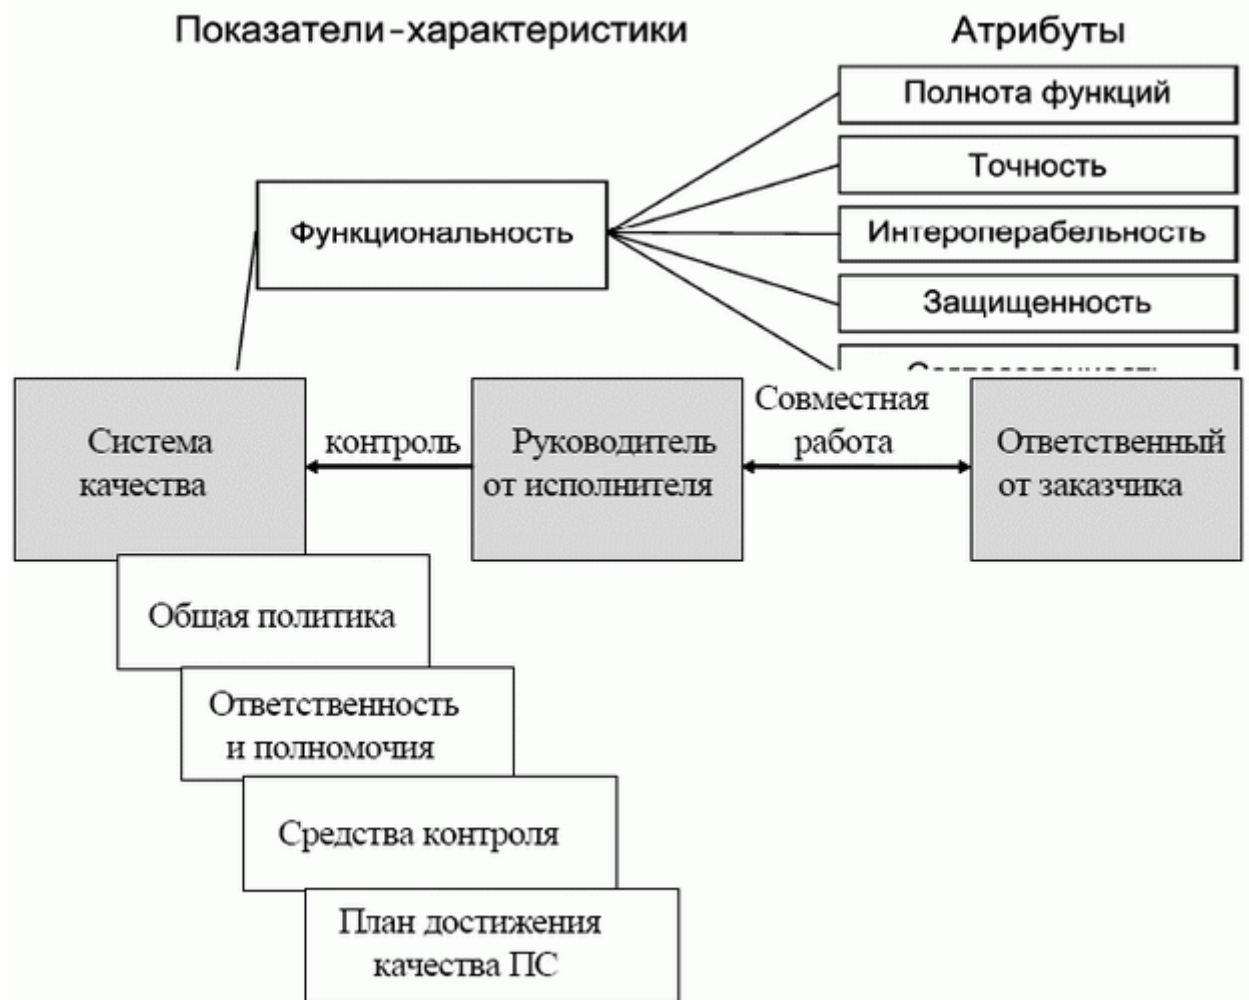 Показатели-характеристики
Атрибуты
Полнота функций
Точность
Функциональность
Интероперабельность
Защищенность
Система
качества
контроль
Руководитель
от исполнителя
Совместная
работа
Ответственный
от заказчика
Общая политика
Ответственность
и полномочия
Средства контроля
План достижения
качества ПС